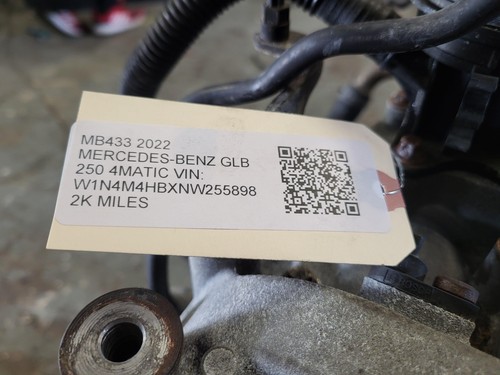 MB433 2022
MERCEDES-BENZ GLB
250 4MATIC VIN:
W1N4M4HBXNW255898
2K MILES